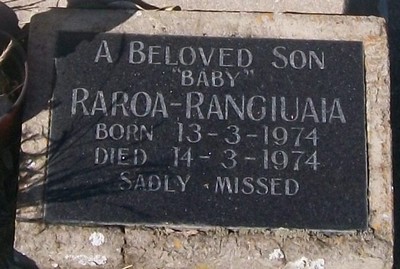 A BELOVED SON
"BABY"
RAROA-RANGIUAIA
BORN 13-3-1974
DIED 14-3-1974
SADLY MISSED